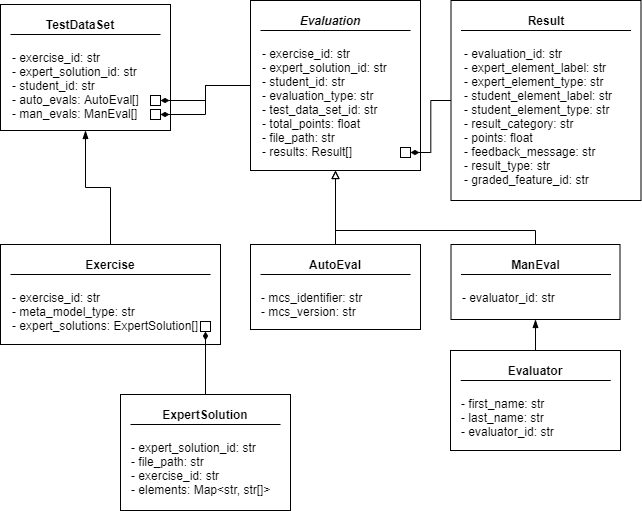 TestDataSet
- exercise_id: str
- expert_solution_id: str
- student_id: str
- auto_evals: AutoEval[]
- man_evals: ManEval[]
Evaluation
- exercise_id: str
- expert_solution_id: str
- student_id: str
- evaluation_type: str
- test_data_set_id: str
- total_points: float
- file_path: str
- results: Result[]
Result
- evaluation_id: str
- expert_element_label: str
- expert_element_type: str
- student_element_label: str
- student_element_type: str
- result_category: str
- points: float
- feedback_message: str
- result_type: str
- graded_feature_id: str
Exercise
- exercise_id: str
- meta_model_type: str
- expert_solutions: ExpertSolution[]
AutoEval
- mcs_identifier: str
- mcs_version: str
ManEval
- evaluator_id: str
Evaluator
- first_name: str
- last_name: str
- evaluator_id: str
ExpertSolution
- expert_solution_id: str
- file_path: str
- exercise_id: str
- elements: Map<str, str[]>